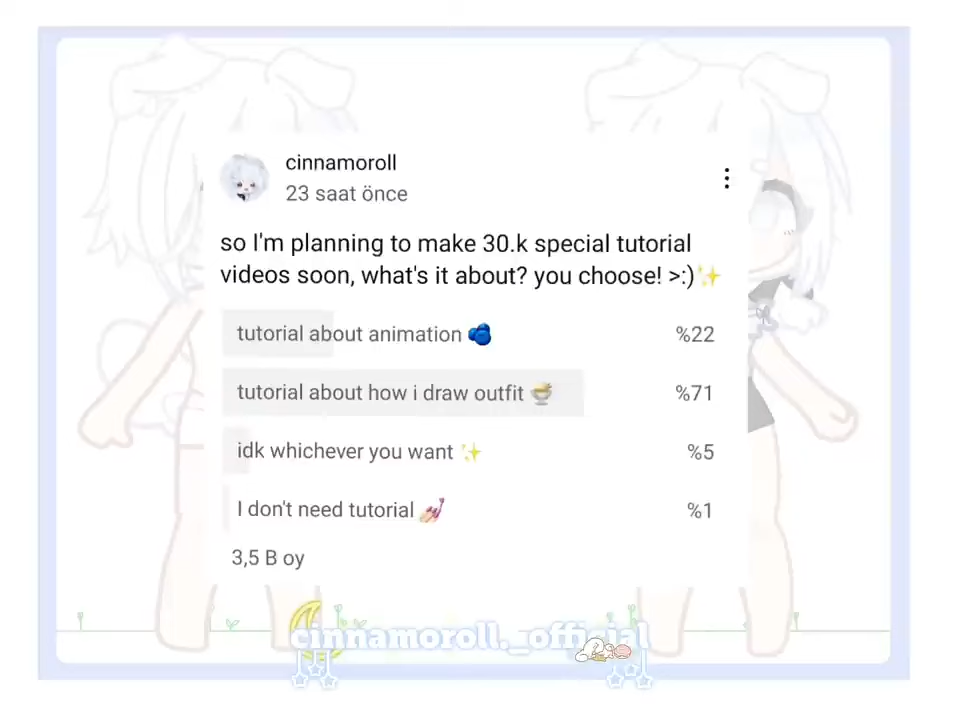 cinnamoroll
23 saat önce
so I'm planning to make 30.k special tutorial
videos soon, what's it about? you choose! >:)✨
tutorial about animation 🫐 %22
tutorial about how i draw outfit 🥣 %71
idk whichever you want ✨ %5
I don't need tutorial 💅 %1
3,5 B oy
cinnamoroll._official